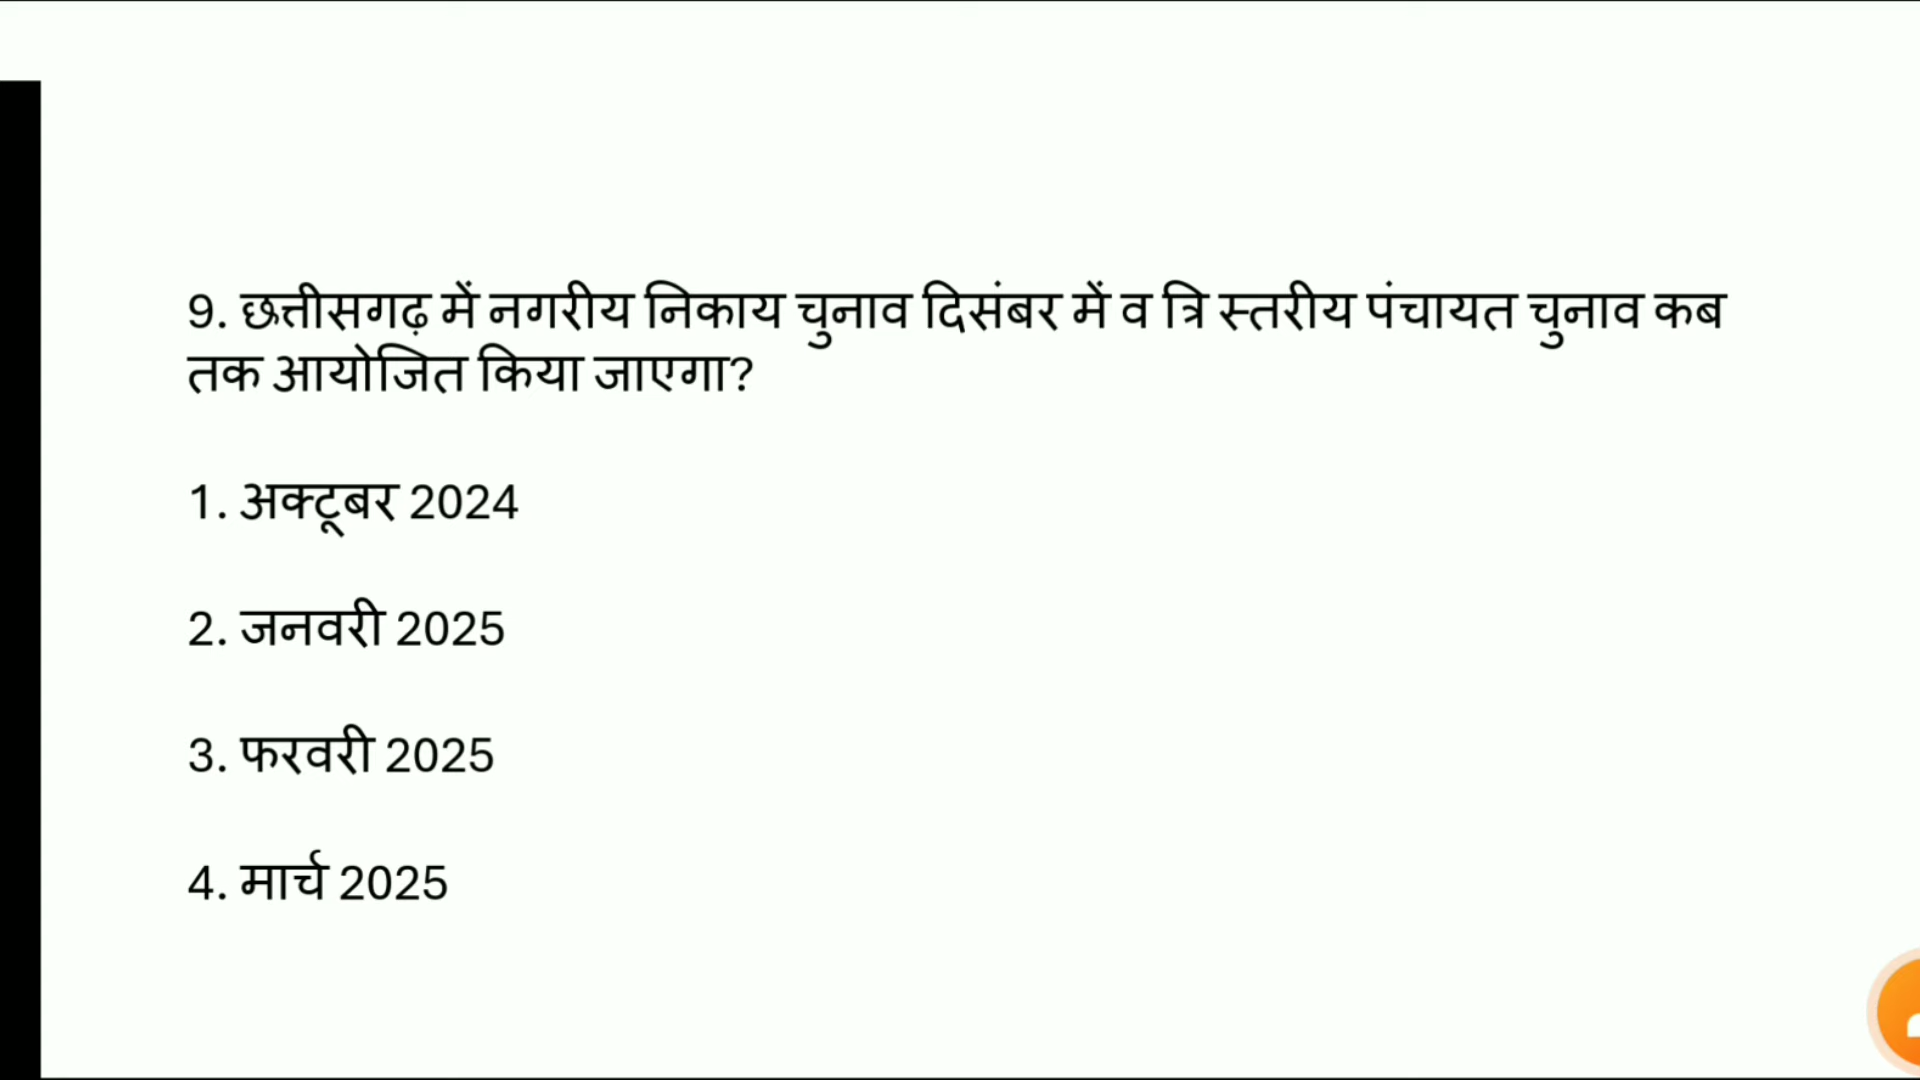 9. छत्तीसगढ़ में नगरीय निकाय चुनाव दिसंबर में व त्रि स्तरीय पंचायत चुनाव कब
तक आयोजित किया जाएगा?
1. अक्टूबर 2024
2. जनवरी 2025
3. फरवरी 2025
4. मार्च 2025